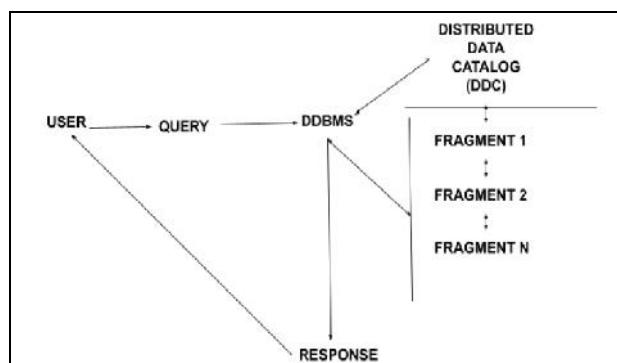 DISTRIBUTED
DATA
CATALOG
(DDC)
USER
QUERY
DDBMS
FRAGMENT 1
FRAGMENT 2
FRAGMENT N
RESPONSE